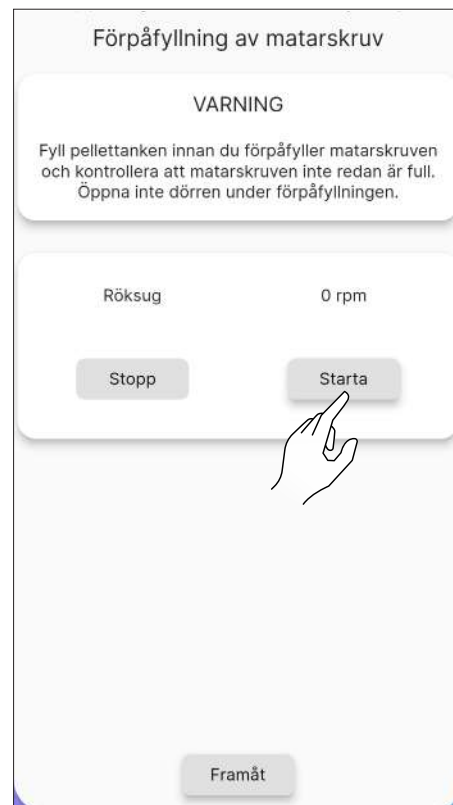 Förpåfyllning av matarskruv
VARNING
Fyll pellettanken innan du förpåfyller matarskruven
och kontrollera att matarskruven inte redan är full.
Öppna inte dörren under förpåfyllningen.
Röksug 0 rpm
Stopp Starta
Framåt